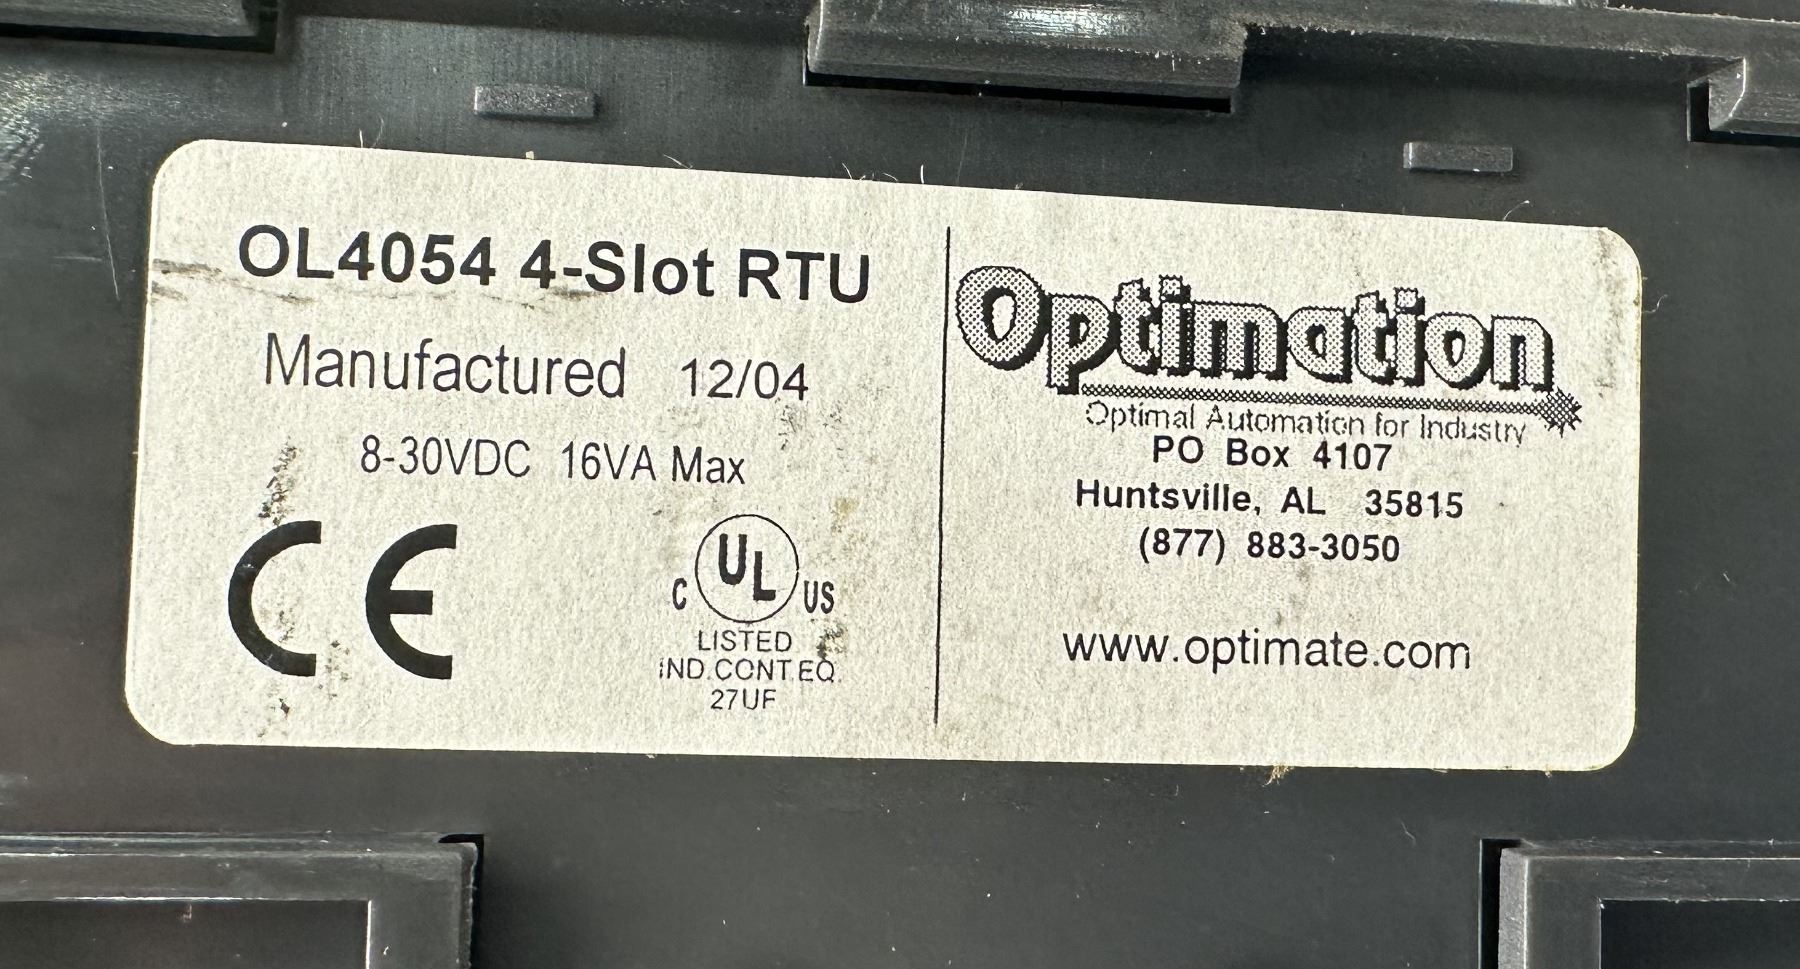 OL4054 4-Slot RTU
Manufactured 12/04
8-30VDC 16VA Max
CE
C UL US
LISTED
IND.CONT.EQ.
27UF
Optimation
Optimal Automation for Industry
PO Box 4107
Huntsville, AL 35815
(877) 883-3050
www.optimate.com